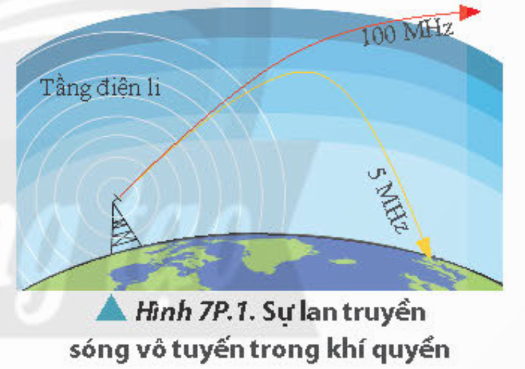 100 MHz
Tầng điện li
5 MHz
Hình 7P.1. Sự lan truyền
sóng vô tuyến trong khí quyển